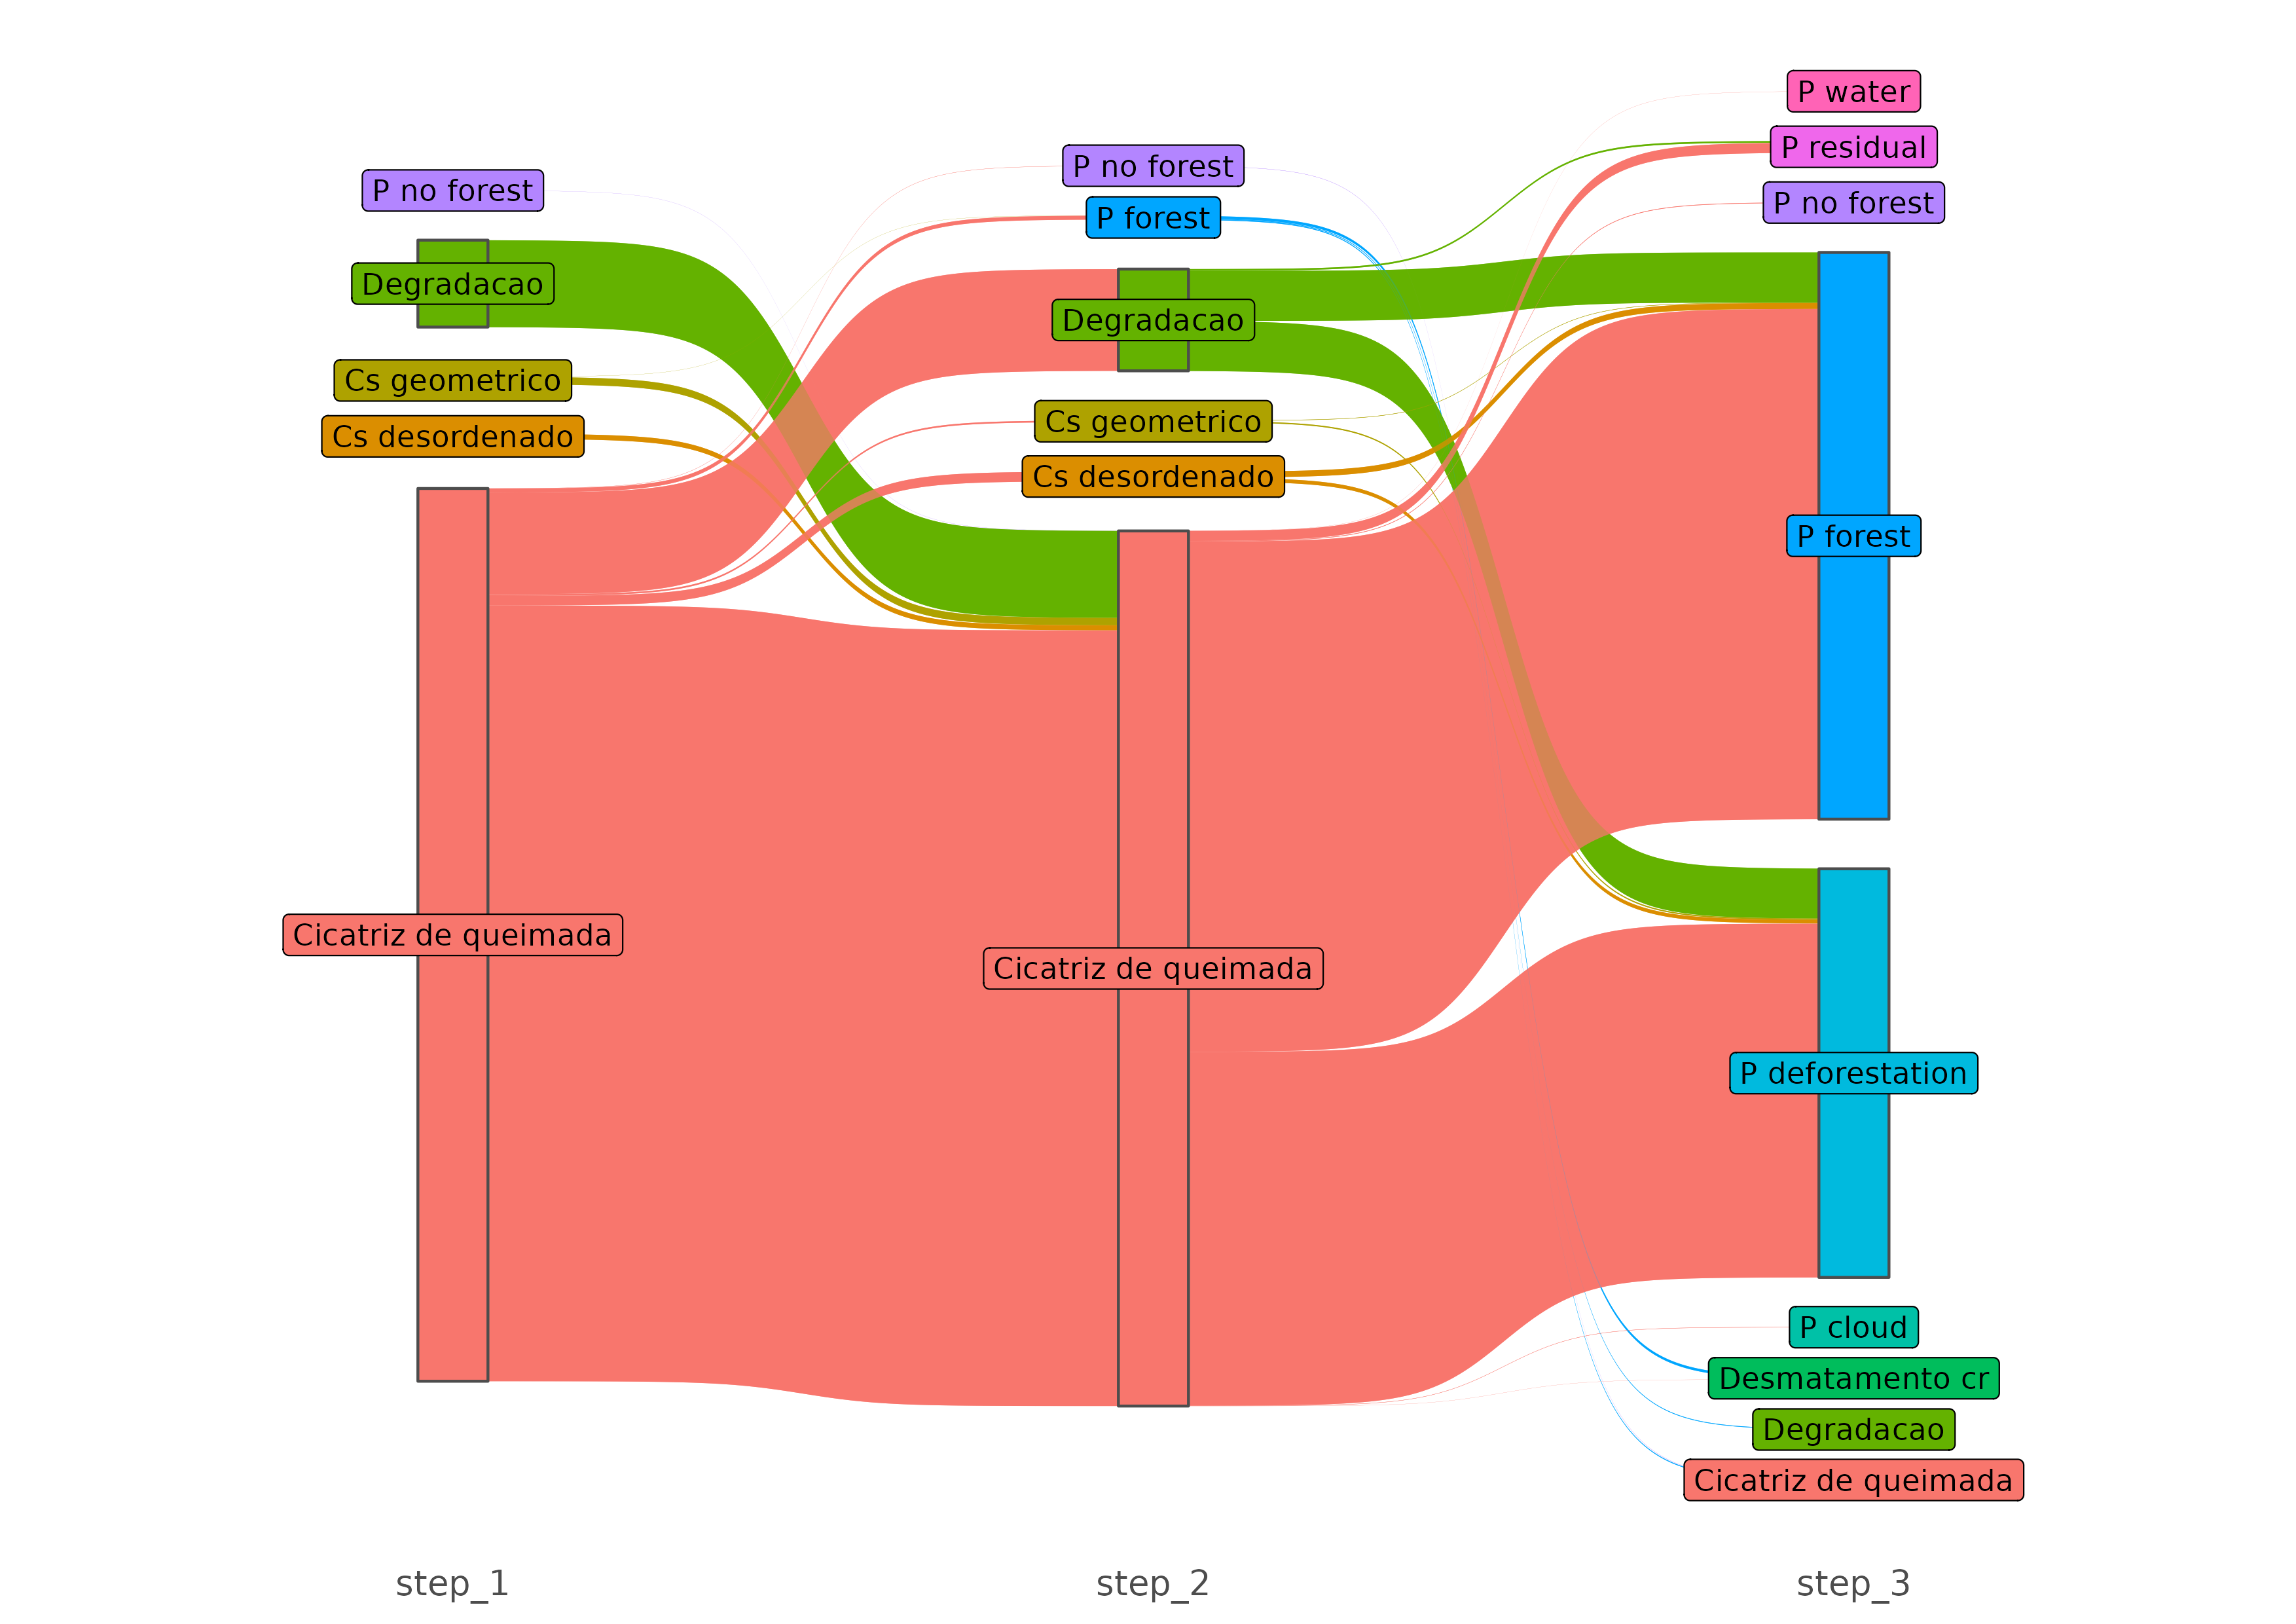 P no forest
Degradacao
Cs geometrico
Cs desordenado
Cicatriz de queimada
P no forest
P forest
Degradacao
Cs geometrico
Cs desordenado
Cicatriz de queimada
P water
P residual
P no forest
P forest
P deforestation
P cloud
Desmatamento cr
Degradacao
Cicatriz de queimada
step_1
step_2
step_3